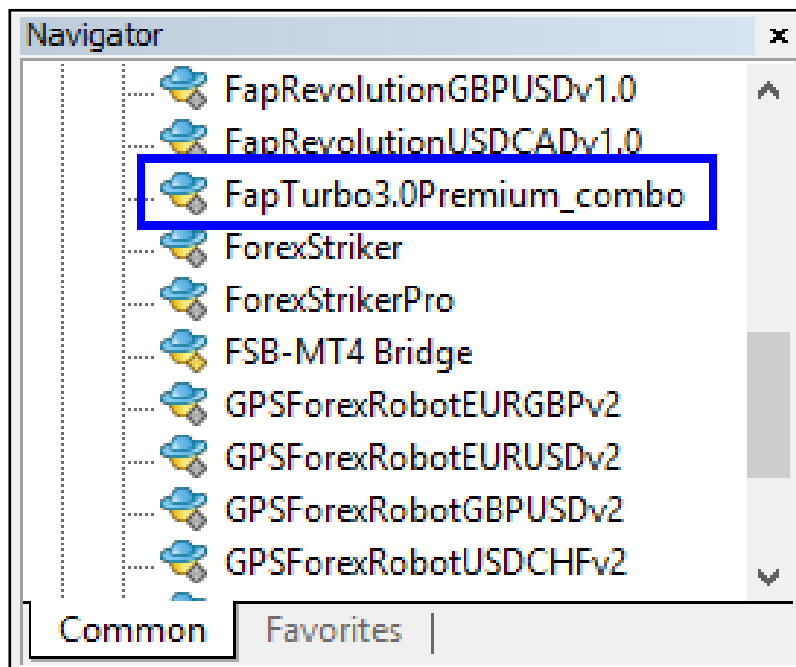 Navigator
FapRevolutionGBPUSDv1.0
FapRevolutionUSDCADv1.0
FapTurbo3.0Premium_combo
ForexStriker
ForexStrikerPro
FSB-MT4 Bridge
GPSForexRobotEURGBPv2
GPSForexRobotEURUSDv2
GPSForexRobotGBPUSDv2
GPSForexRobotUSDCHFv2
Common Favorites